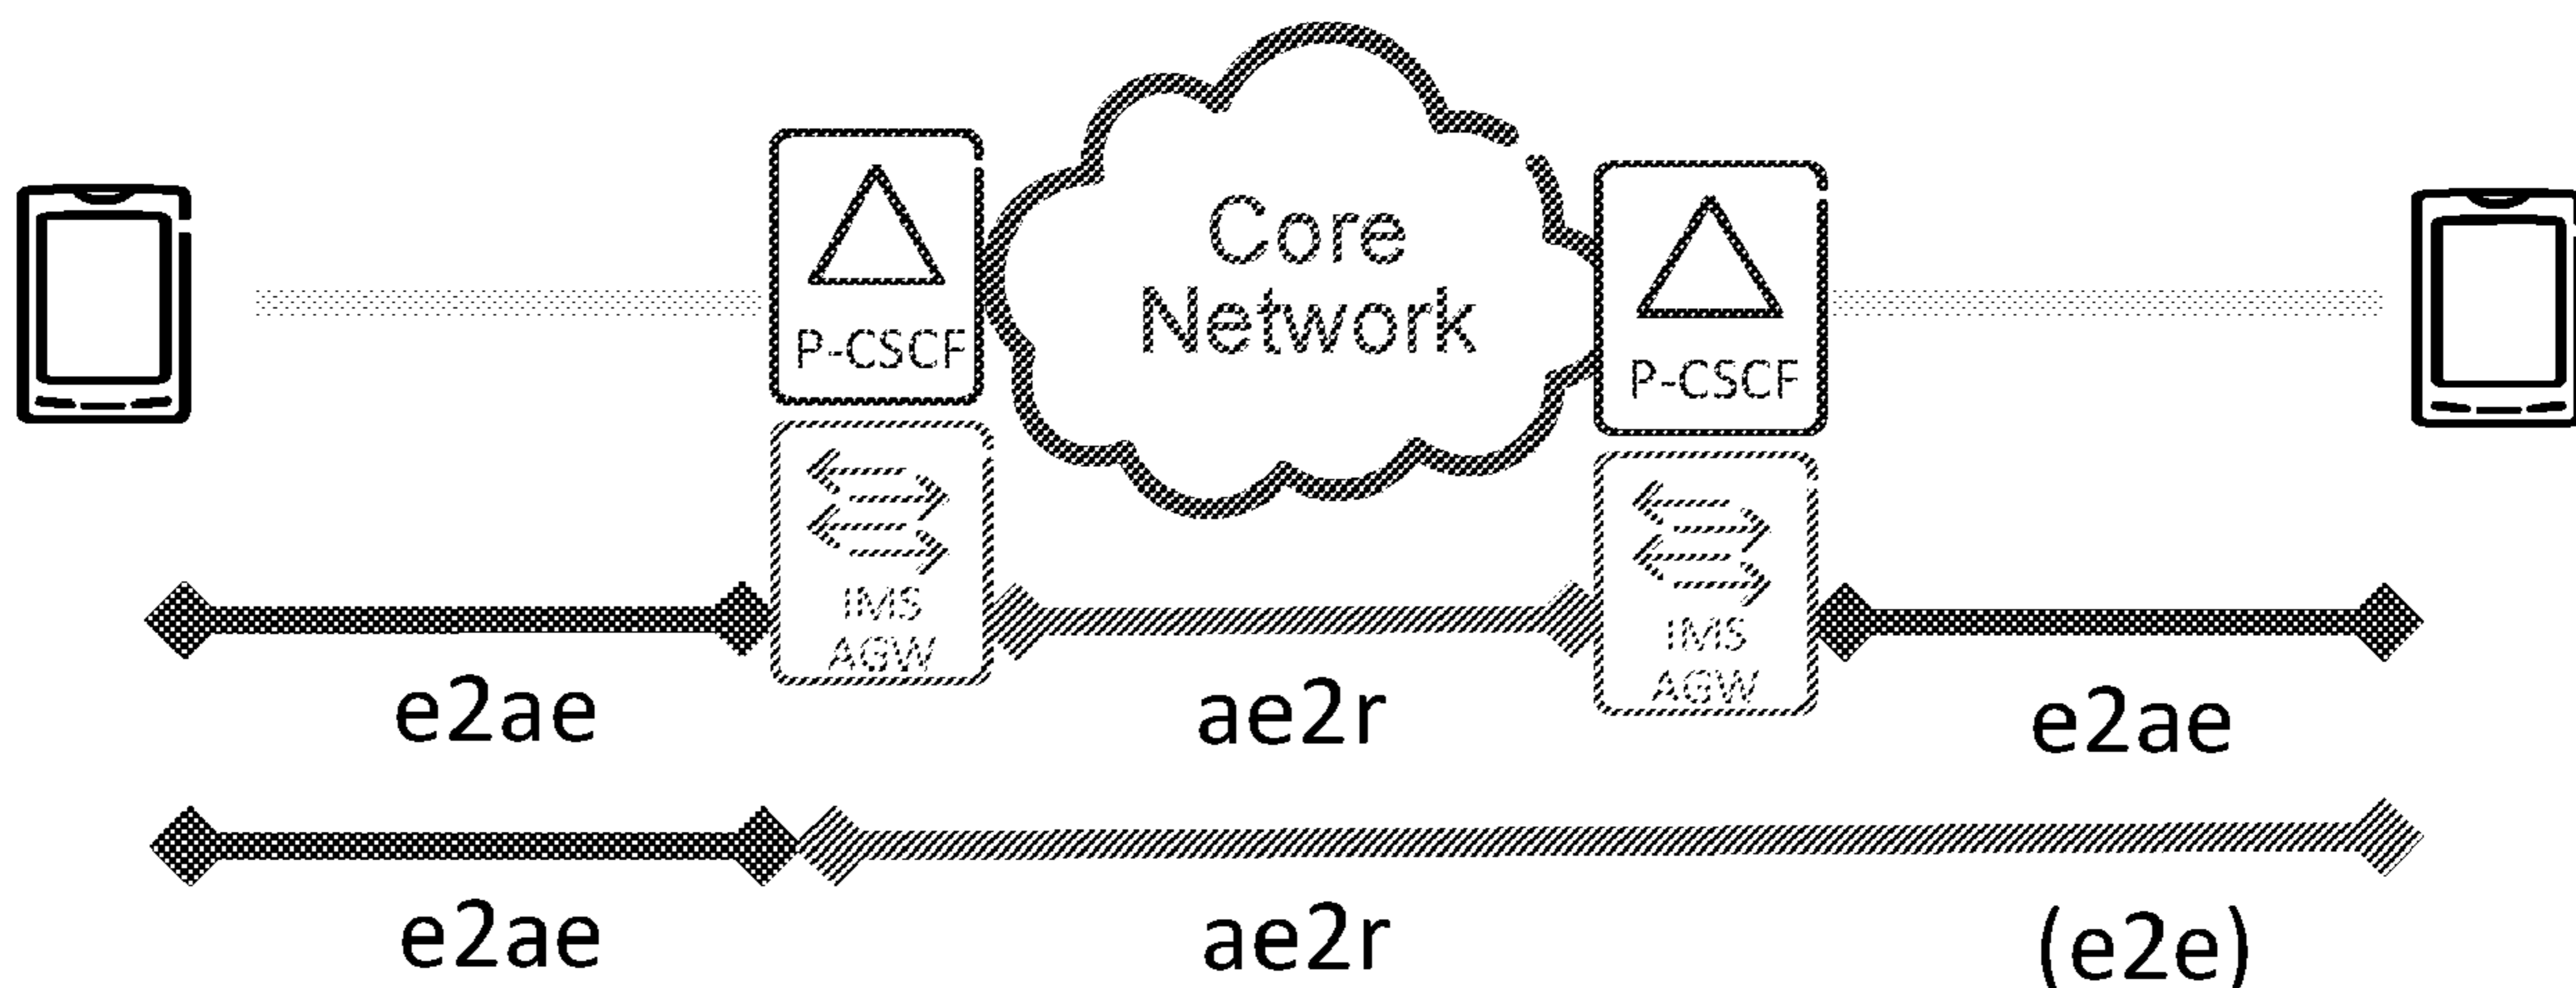 Core
Network
P-CSCF
P-CSCF
IMS
AGW
IMS
AGW
e2ae
ae2r
e2ae
e2ae
ae2r
(e2e)